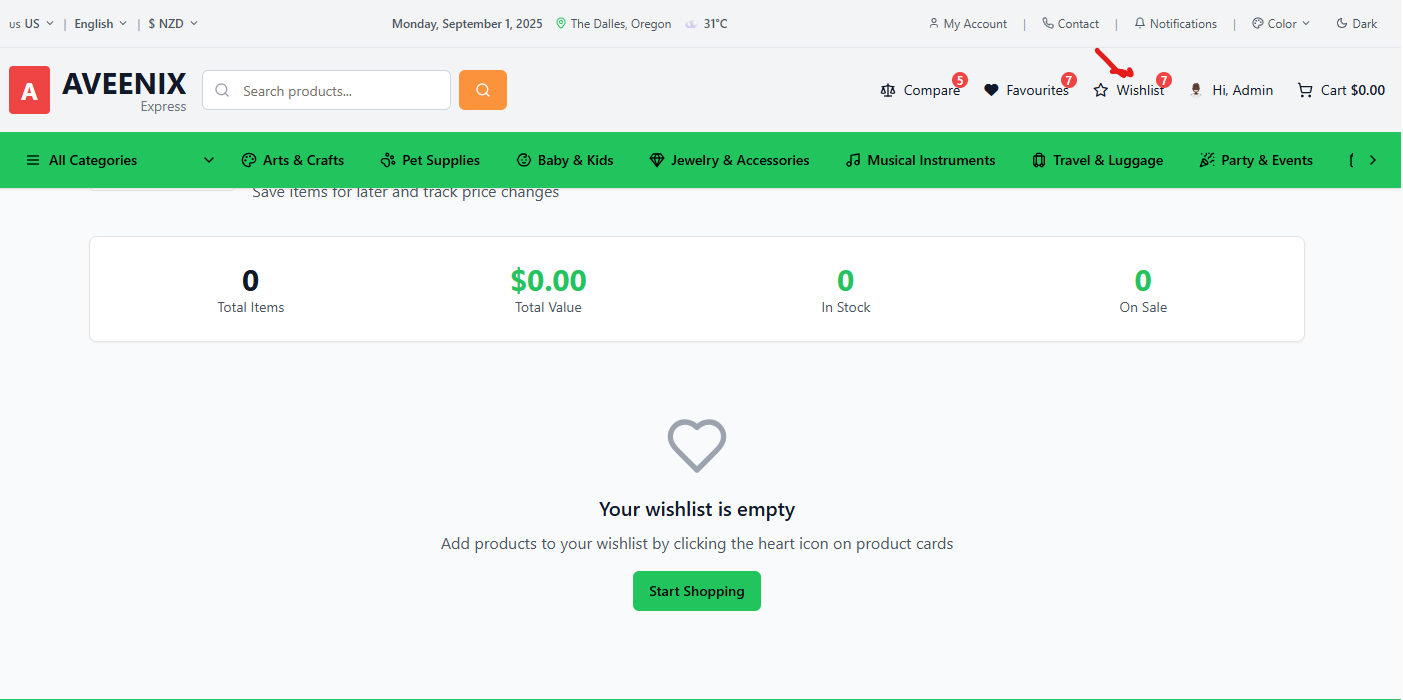 us US | English | $ NZD Monday, September 1, 2025 The Dalles, Oregon 31°C My Account | Contact | Notifications | Color Dark
A AVEENIX
Express
Search products...
Compare 5 Favourites 7 Wishlist 7 Hi, Admin Cart $0.00
All Categories Arts & Crafts Pet Supplies Baby & Kids Jewelry & Accessories Musical Instruments Travel & Luggage Party & Events
Save items for later and track price changes
0 $0.00 0 0
Total Items Total Value In Stock On Sale
Your wishlist is empty
Add products to your wishlist by clicking the heart icon on product cards
Start Shopping